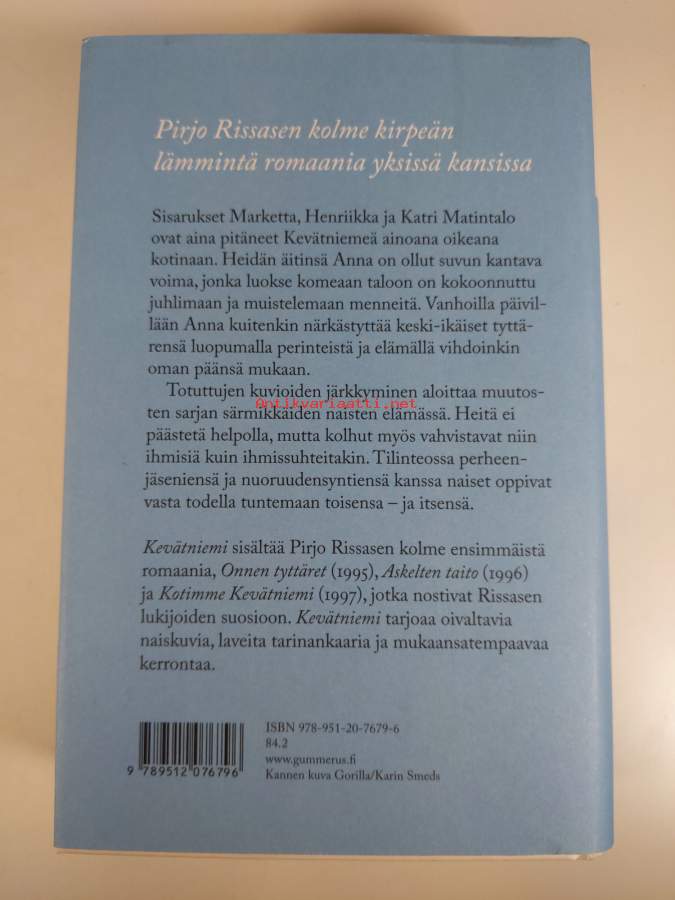 Pirjo Rissasen kolme kirpeän
lämmintä romaania yksissä kansissa
Sisarukset Marketta, Henriikka ja Katri Matintalo
ovat aina pitäneet Kevätniemeä ainoana oikeana
kotinaan. Heidän äitinsä Anna on ollut suvun kantava
voima, jonka luokse komeaan taloon on kokoonnuttu
juhlimaan ja muistelemaan menneitä. Vanhoilla päivil-
lään Anna kuitenkin närkästyttää keski-ikäiset tyttä-
rensä luopumalla perinteistä ja elämällä vihdoinkin
oman päänsä mukaan.
Totuttujen kuvioiden järkkyminen aloittaa muutos-
Antikvariaatti.net
ten sarjan särmikkäiden naisten elämässä. Heitä ei
päästetä helpolla, mutta kolhut myös vahvistavat niin
ihmisiä kuin ihmissuhteitakin. Tilinteossa perheen-
jäseniensä ja nuoruudensyntiensä kanssa naiset oppivat
vasta todella tuntemaan toisensa – ja itsensä.
Kevätniemi sisältää Pirjo Rissasen kolme ensimmäistä
romaania, Onnen tyttäret (1995), Askelten taito (1996)
ja Kotimme Kevätniemi (1997), jotka nostivat Rissasen
lukijoiden suosioon. Kevätniemi tarjoaa oivaltavia
naiskuvia, laveita tarinankaaria ja mukaansatempaavaa
kerrontaa.
ISBN 978-951-20-7679-6
84.2
www.gummerus.fi
Kannen kuva Gorilla/Karin Smeds
9 789512 076796